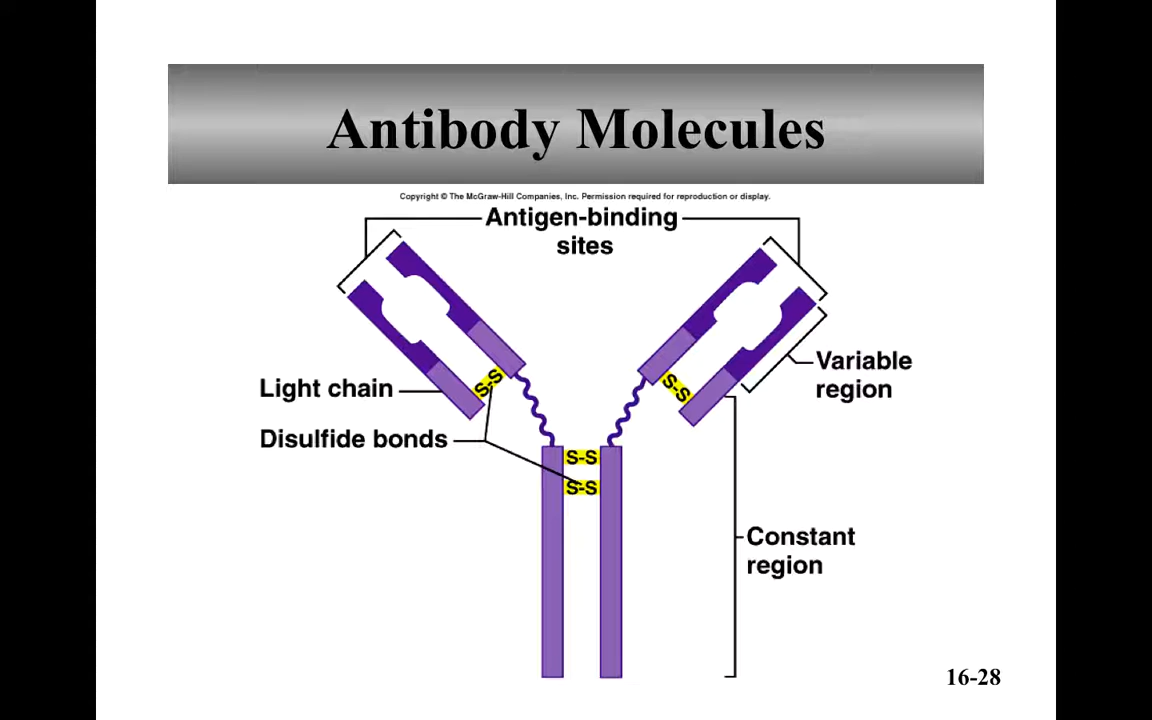 Antibody Molecules
Copyright © The McGraw-Hill Companies, Inc. Permission required for reproduction or display.
Antigen-binding
sites
Variable
region
Light chain
S-S
S-S
Disulfide bonds
S-S
S-S
Constant
region
16-28